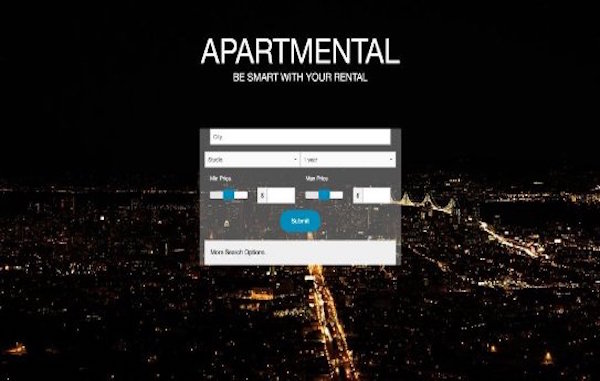 APARTMENTAL
BE SMART WITH YOUR RENTAL
City
Studio 1 year
Min Price Max Price
$ $
Submit
More Search Options